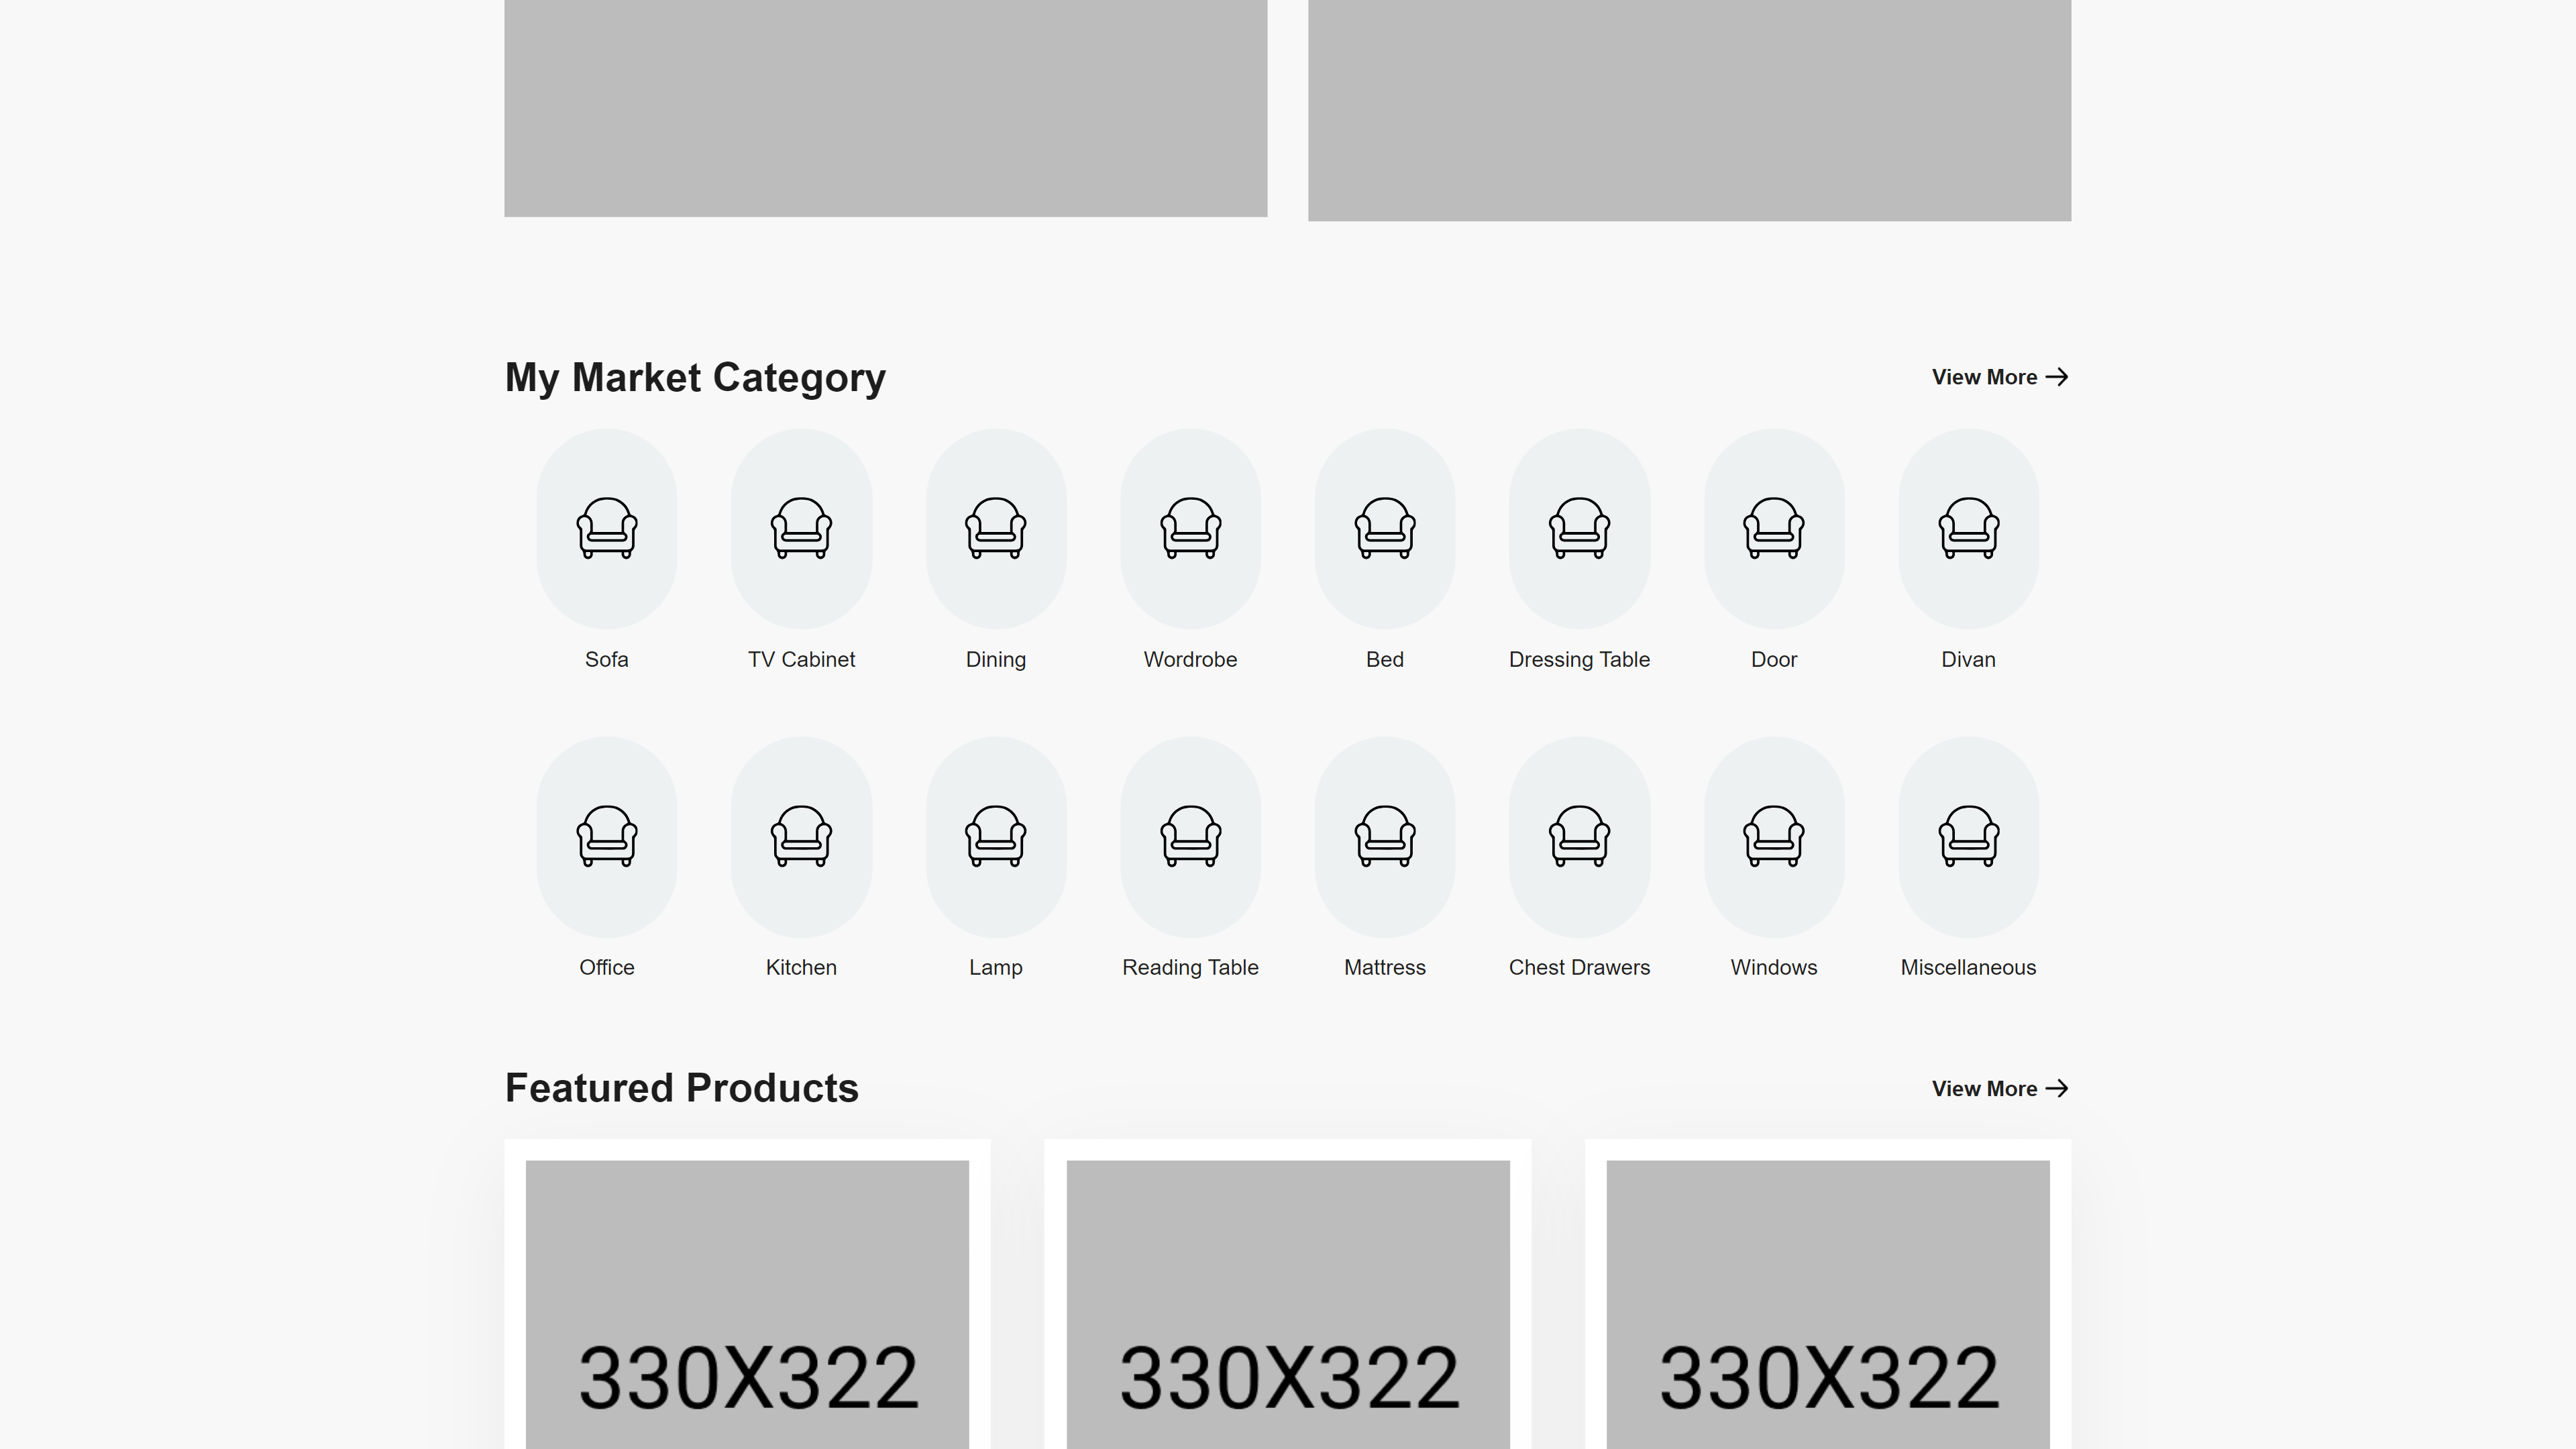 My Market Category
View More
Sofa
TV Cabinet
Dining
Wordrobe
Bed
Dressing Table
Door
Divan
Office
Kitchen
Lamp
Reading Table
Mattress
Chest Drawers
Windows
Miscellaneous
Featured Products
View More
330X322
330X322
330X322